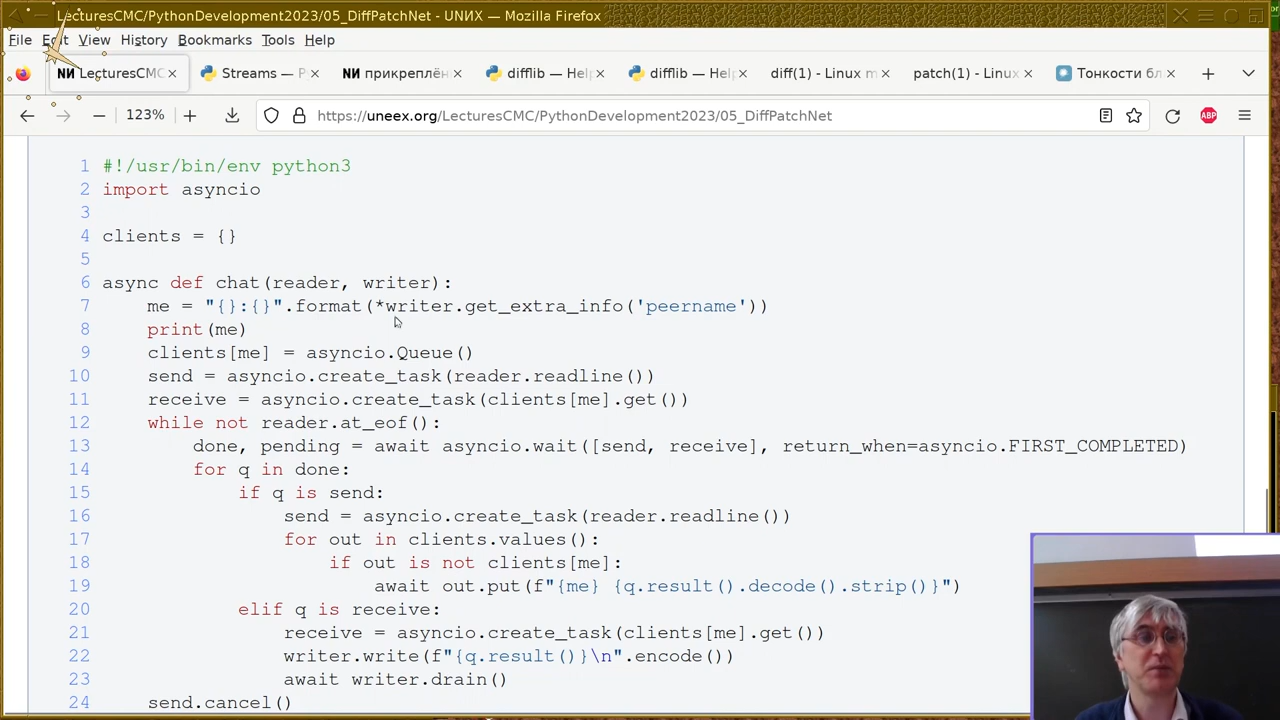 LecturesCMC/PythonDevelopment2023/05_DiffPatchNet - UNИX — Mozilla Firefox
File Edit View History Bookmarks Tools Help
NИ LecturesCMC Streams — P NИ прикреплён difflib — Help difflib — Help diff(1) - Linux m patch(1) - Linux Тонкости бл
123% https://uneex.org/LecturesCMC/PythonDevelopment2023/05_DiffPatchNet ABP
1 #!/usr/bin/env python3
2 import asyncio
3
4 clients = {}
5
6 async def chat(reader, writer):
7 me = "{}:{}".format(*writer.get_extra_info('peername'))
8 print(me)
9 clients[me] = asyncio.Queue()
10 send = asyncio.create_task(reader.readline())
11 receive = asyncio.create_task(clients[me].get())
12 while not reader.at_eof():
13 done, pending = await asyncio.wait([send, receive], return_when=asyncio.FIRST_COMPLETED)
14 for q in done:
15 if q is send:
16 send = asyncio.create_task(reader.readline())
17 for out in clients.values():
18 if out is not clients[me]:
19 await out.put(f"{me} {q.result().decode().strip()}")
20 elif q is receive:
21 receive = asyncio.create_task(clients[me].get())
22 writer.write(f"{q.result()}\n".encode())
23 await writer.drain()
24 send.cancel()